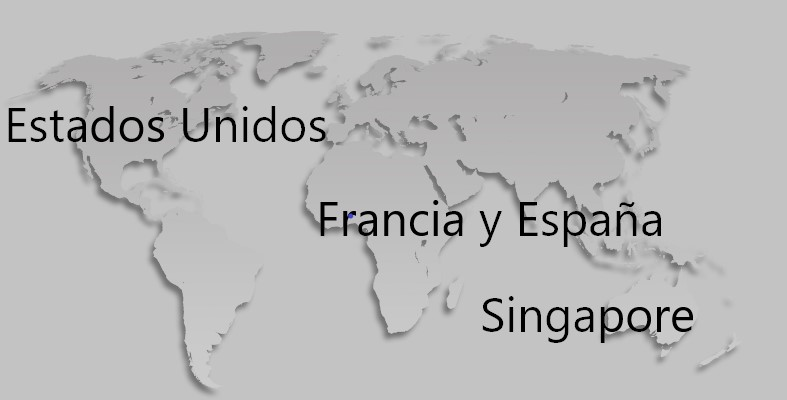 Estados Unidos
Francia y España
Singapore